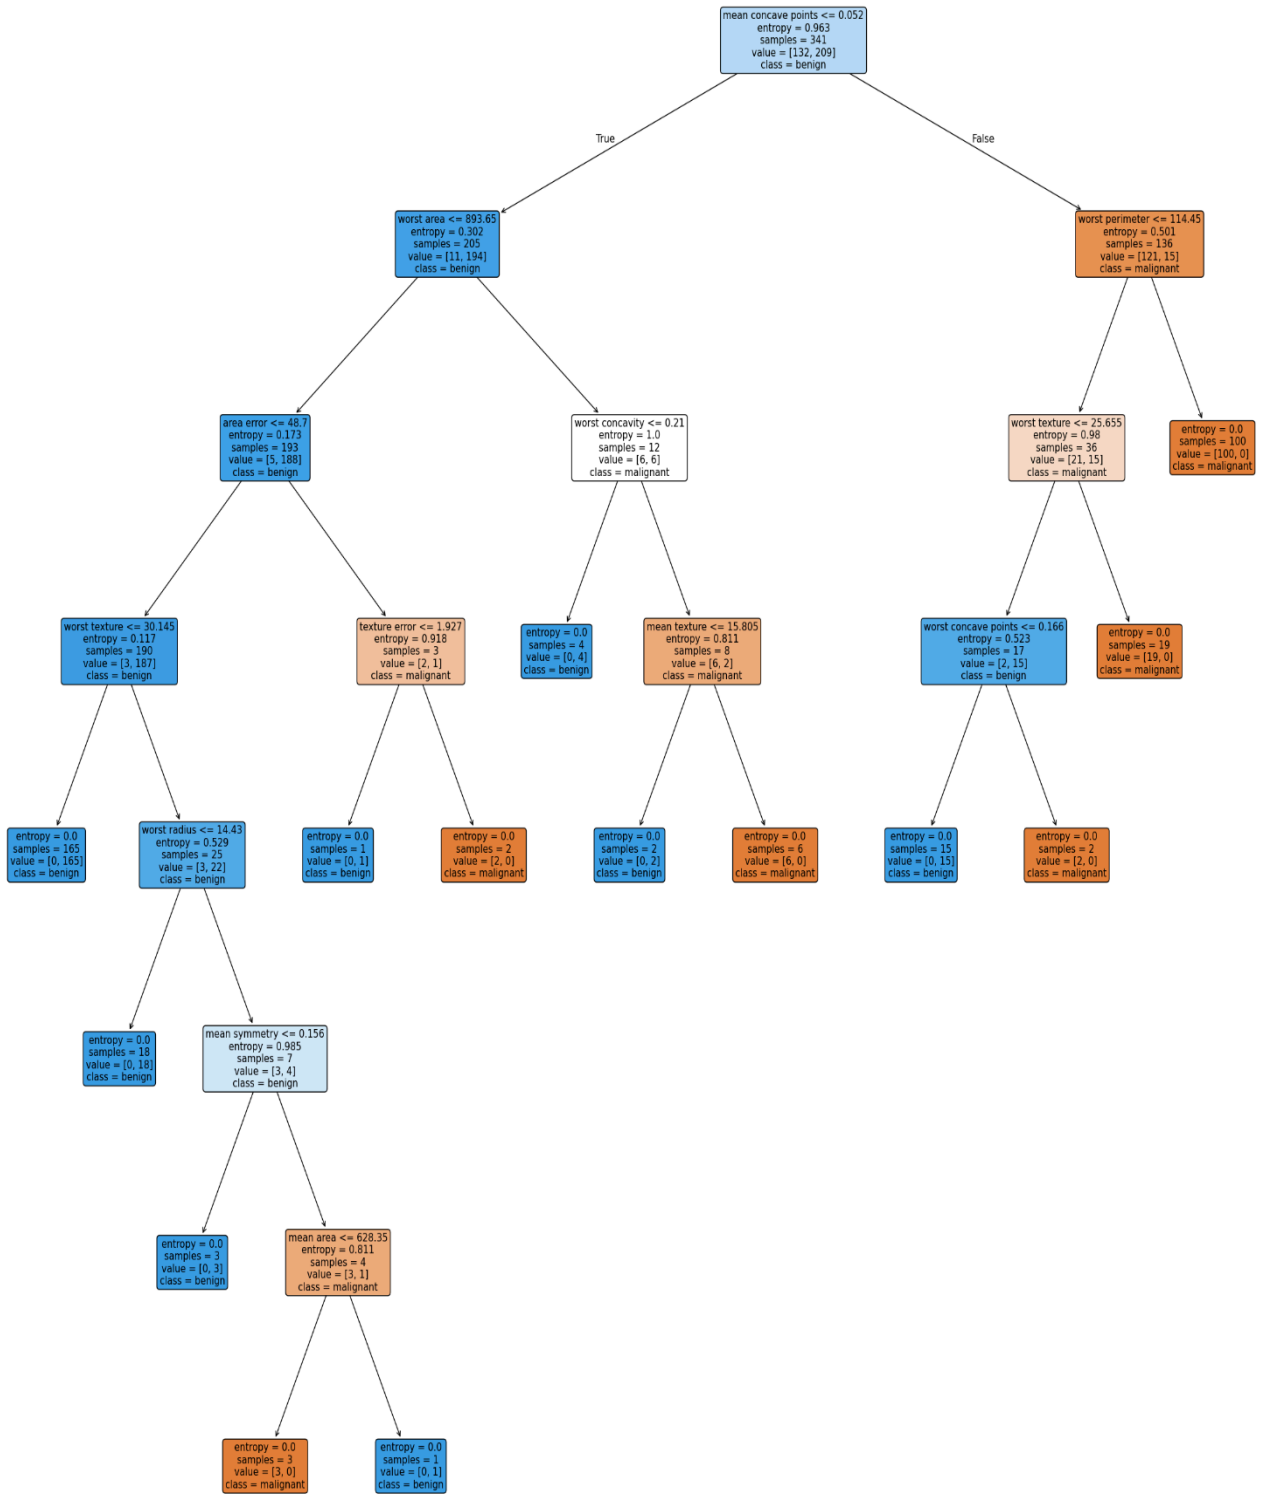 mean concave points <= 0.052
entropy = 0.963
samples = 341
value = [132, 209]
class = benign
True
False
worst area <= 893.65
entropy = 0.302
samples = 205
value = [11, 194]
class = benign
worst perimeter <= 114.45
entropy = 0.501
samples = 136
value = [121, 15]
class = malignant
area error <= 48.7
entropy = 0.173
samples = 193
value = [5, 188]
class = benign
worst concavity <= 0.21
entropy = 1.0
samples = 12
value = [6, 6]
class = malignant
worst texture <= 25.655
entropy = 0.98
samples = 36
value = [21, 15]
class = malignant
entropy = 0.0
samples = 100
value = [100, 0]
class = malignant
worst texture <= 30.145
entropy = 0.117
samples = 190
value = [3, 187]
class = benign
texture error <= 1.927
entropy = 0.918
samples = 3
value = [2, 1]
class = malignant
entropy = 0.0
samples = 4
value = [0, 4]
class = benign
mean texture <= 15.805
entropy = 0.811
samples = 8
value = [6, 2]
class = malignant
worst concave points <= 0.166
entropy = 0.523
samples = 17
value = [2, 15]
class = benign
entropy = 0.0
samples = 19
value = [19, 0]
class = malignant
entropy = 0.0
samples = 165
value = [0, 165]
class = benign
worst radius <= 14.43
entropy = 0.529
samples = 25
value = [3, 22]
class = benign
entropy = 0.0
samples = 1
value = [0, 1]
class = benign
entropy = 0.0
samples = 2
value = [2, 0]
class = malignant
entropy = 0.0
samples = 2
value = [0, 2]
class = benign
entropy = 0.0
samples = 6
value = [6, 0]
class = malignant
entropy = 0.0
samples = 15
value = [0, 15]
class = benign
entropy = 0.0
samples = 2
value = [2, 0]
class = malignant
entropy = 0.0
samples = 18
value = [0, 18]
class = benign
mean symmetry <= 0.156
entropy = 0.985
samples = 7
value = [3, 4]
class = benign
entropy = 0.0
samples = 3
value = [0, 3]
class = benign
mean area <= 628.35
entropy = 0.811
samples = 4
value = [3, 1]
class = malignant
entropy = 0.0
samples = 3
value = [3, 0]
class = malignant
entropy = 0.0
samples = 1
value = [0, 1]
class = benign